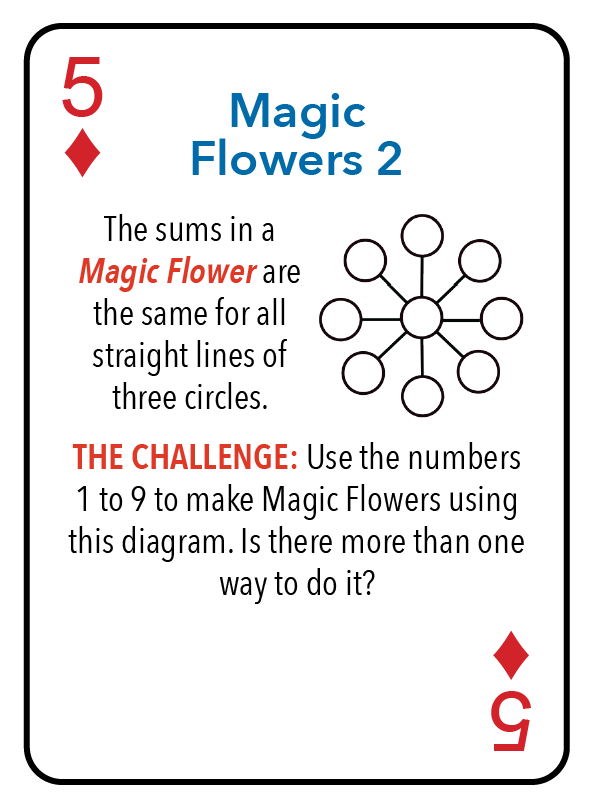 5
Magic
Flowers 2
The sums in a
Magic Flower are
the same for all
straight lines of
three circles.
THE CHALLENGE: Use the numbers
1 to 9 to make Magic Flowers using
this diagram. Is there more than one
way to do it?
5